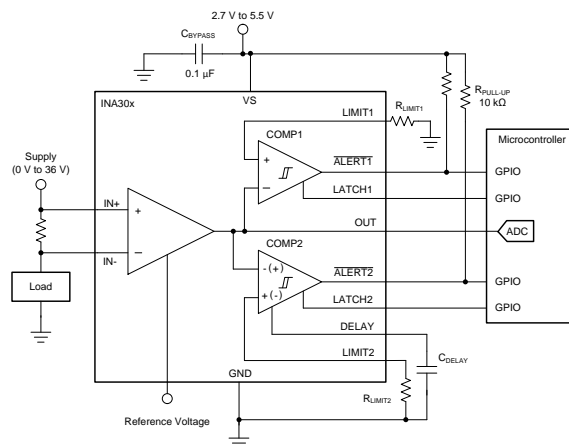 2.7 V to 5.5 V
CBYPASS
0.1 µF
RPULL-UP
10 kΩ
INA30x
VS
LIMIT1
RLIMIT1
COMP1
Microcontroller
Supply
(0 V to 36 V)
+
ALERT1
GPIO
−
LATCH1
GPIO
IN+
+
OUT
ADC
IN-
−
COMP2
- (+)
ALERT2
GPIO
Load
+(-)
LATCH2
GPIO
DELAY
LIMIT2
CDELAY
GND
RLIMIT2
Reference Voltage